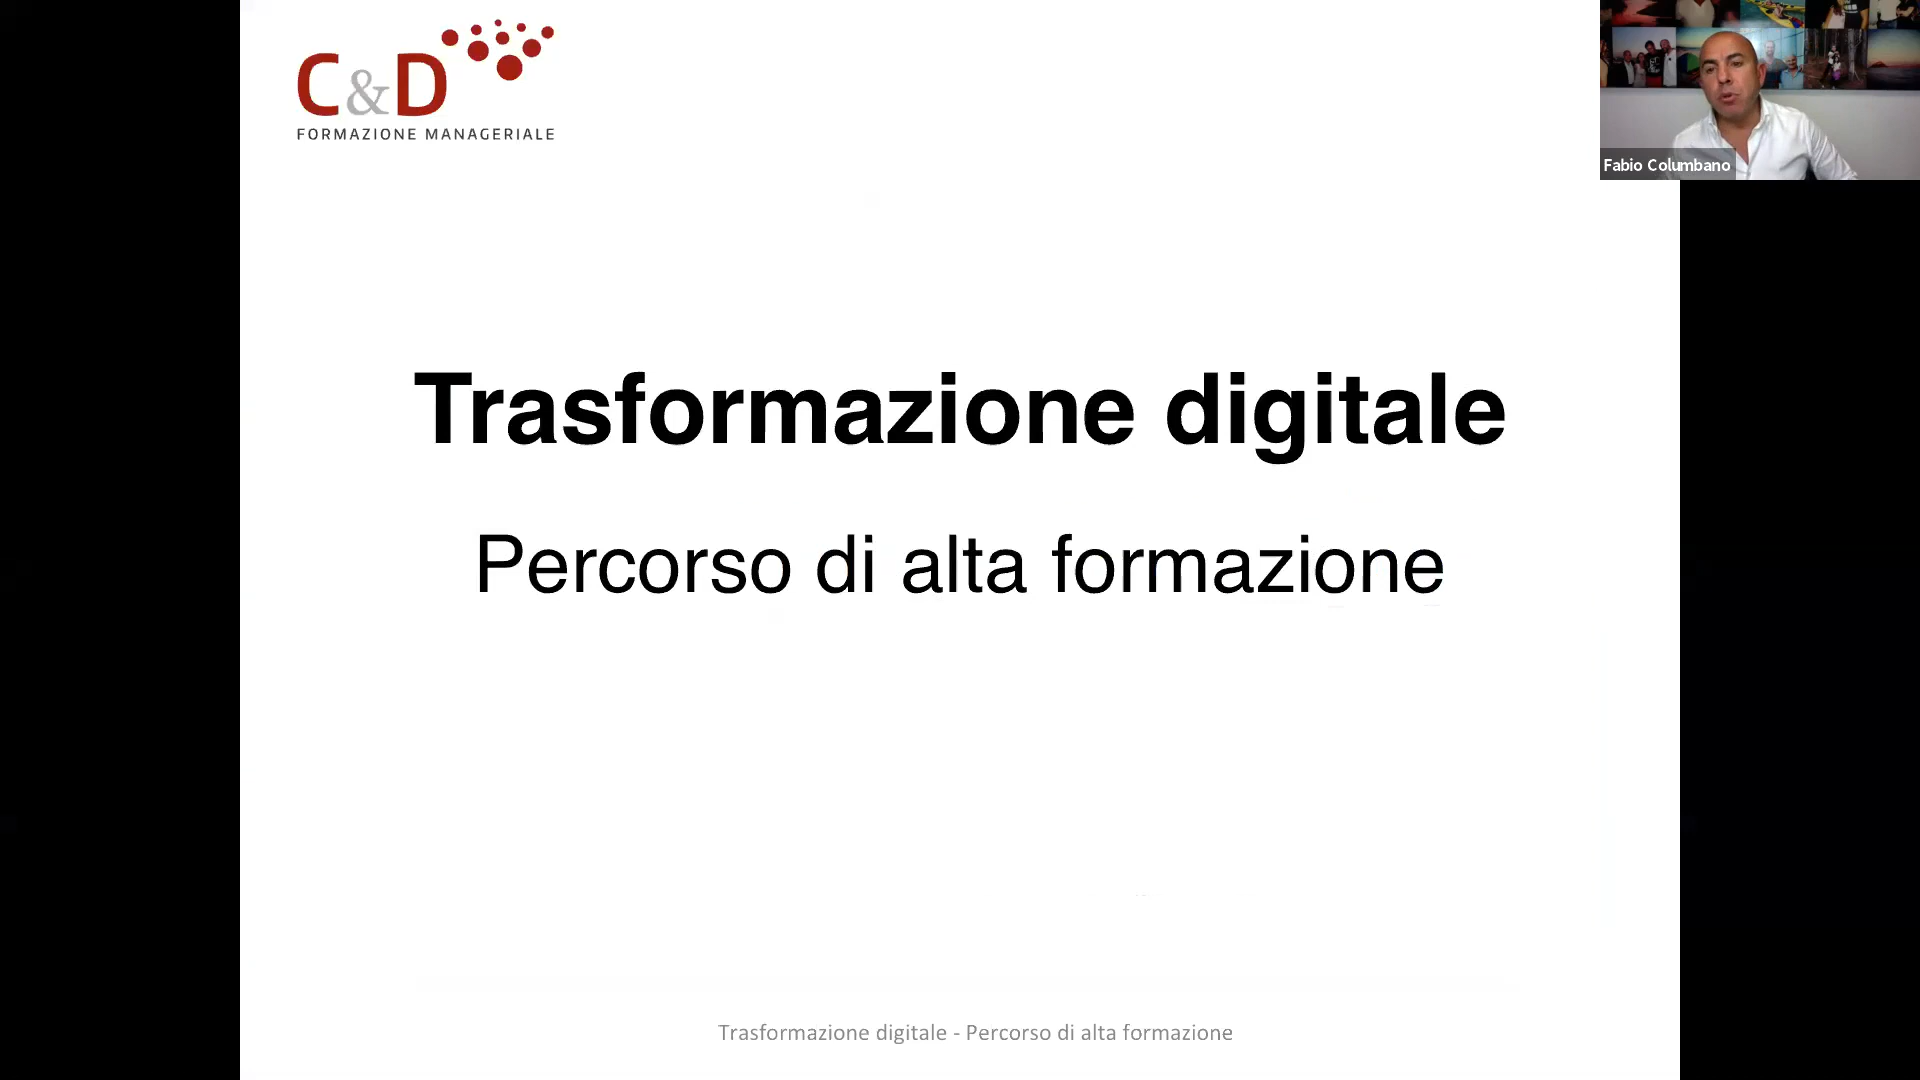 C&D
FORMAZIONE MANAGERIALE
Fabio Columbano
Trasformazione digitale
Percorso di alta formazione
Trasformazione digitale - Percorso di alta formazione